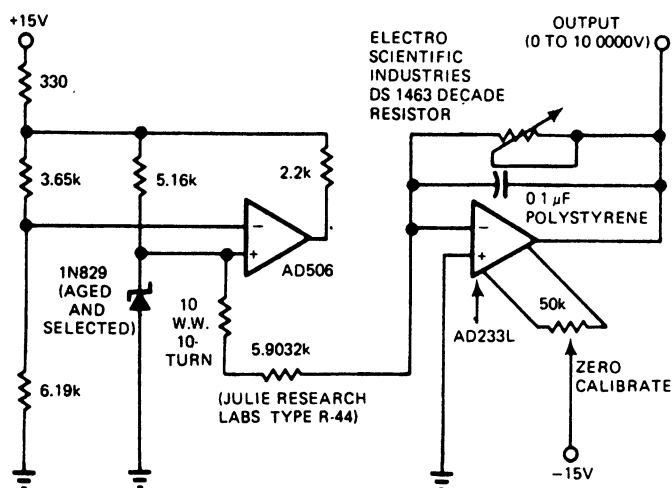 +15V
330
3.65k
5.16k
2.2k
−
+
AD506
1N829
(AGED
AND
SELECTED)
10
W.W.
10-
TURN
5.9032k
(JULIE RESEARCH
LABS TYPE R-44)
6.19k
ELECTRO
SCIENTIFIC
INDUSTRIES
DS 1463 DECADE
RESISTOR
OUTPUT
(0 TO 10 0000V)
0 1 μF
POLYSTYRENE
−
+
AD233L
50k
ZERO
CALIBRATE
−15V